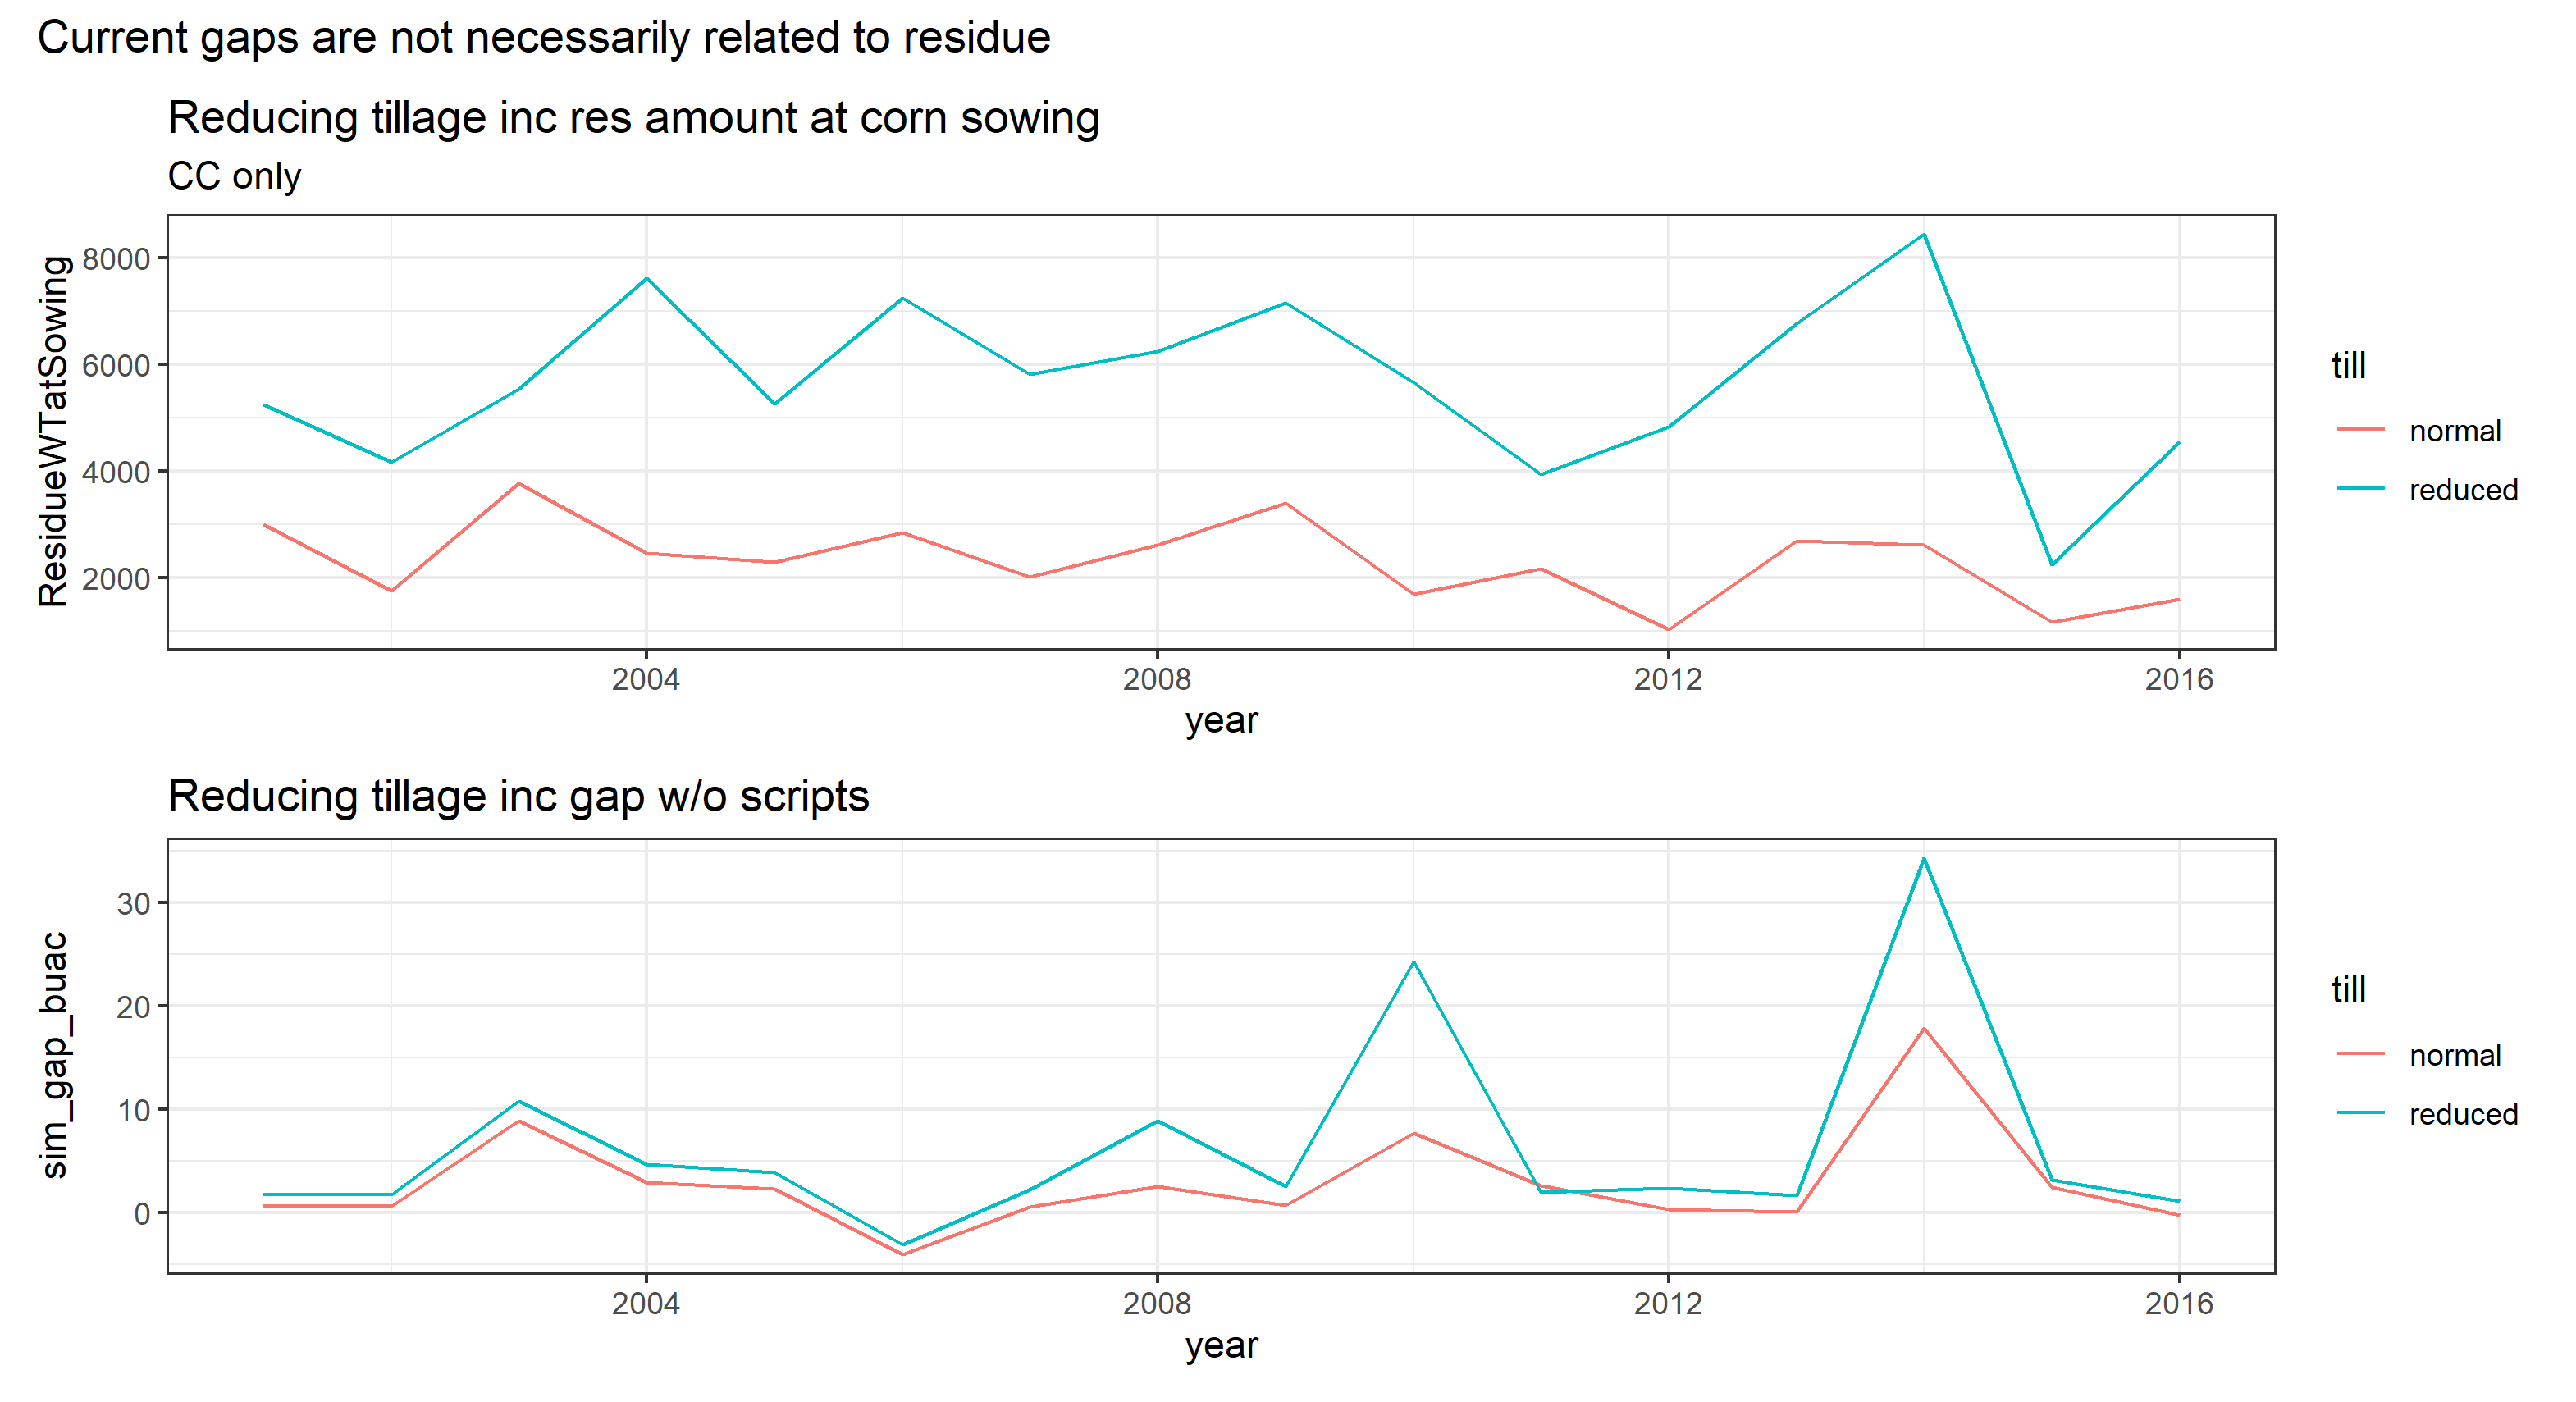 Current gaps are not necessarily related to residue
Reducing tillage inc res amount at corn sowing
CC only
ResidueWTatSowing
8000
6000
4000
2000
2004
2008
2012
2016
year
till
normal
reduced
Reducing tillage inc gap w/o scripts
sim_gap_buac
30
20
10
0
2004
2008
2012
2016
year
till
normal
reduced